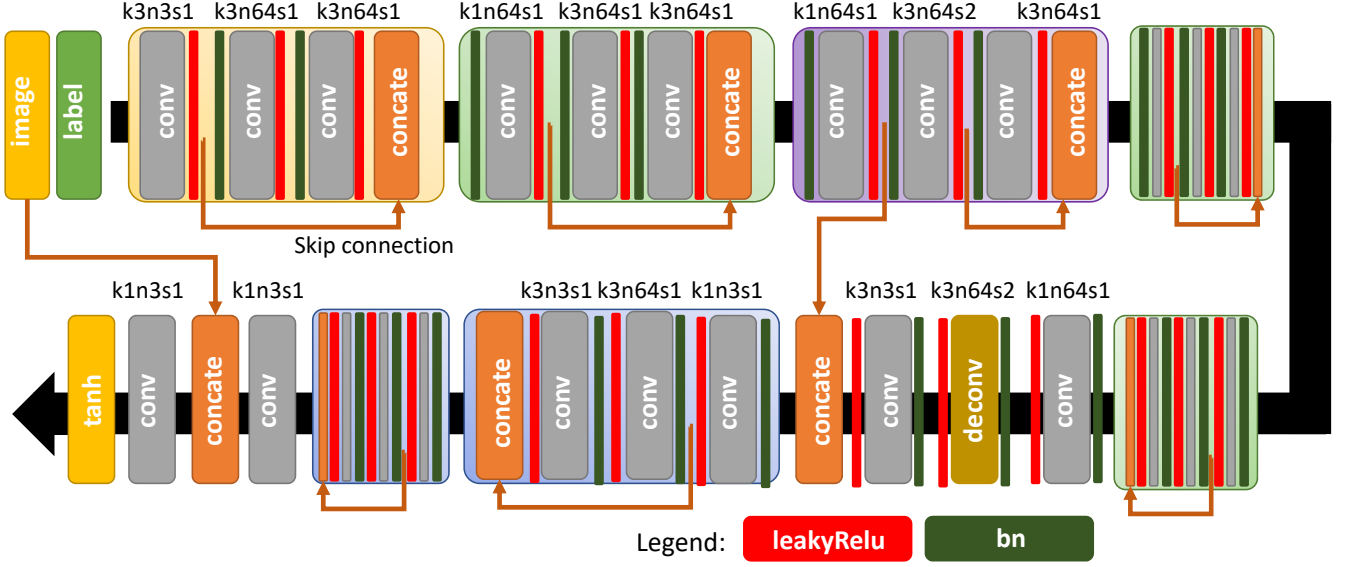 k3n3s1 k3n64s1 k3n64s1 k1n64s1 k3n64s1 k3n64s1 k1n64s1 k3n64s2 k3n64s1
image label conv conv conv concate conv conv conv concate conv conv conv concate
Skip connection
k1n3s1 k1n3s1 k3n3s1 k3n64s1 k1n3s1 k3n3s1 k3n64s2 k1n64s1
tanh conv concate conv concate conv conv conv concate conv deconv conv
Legend: leakyRelu bn